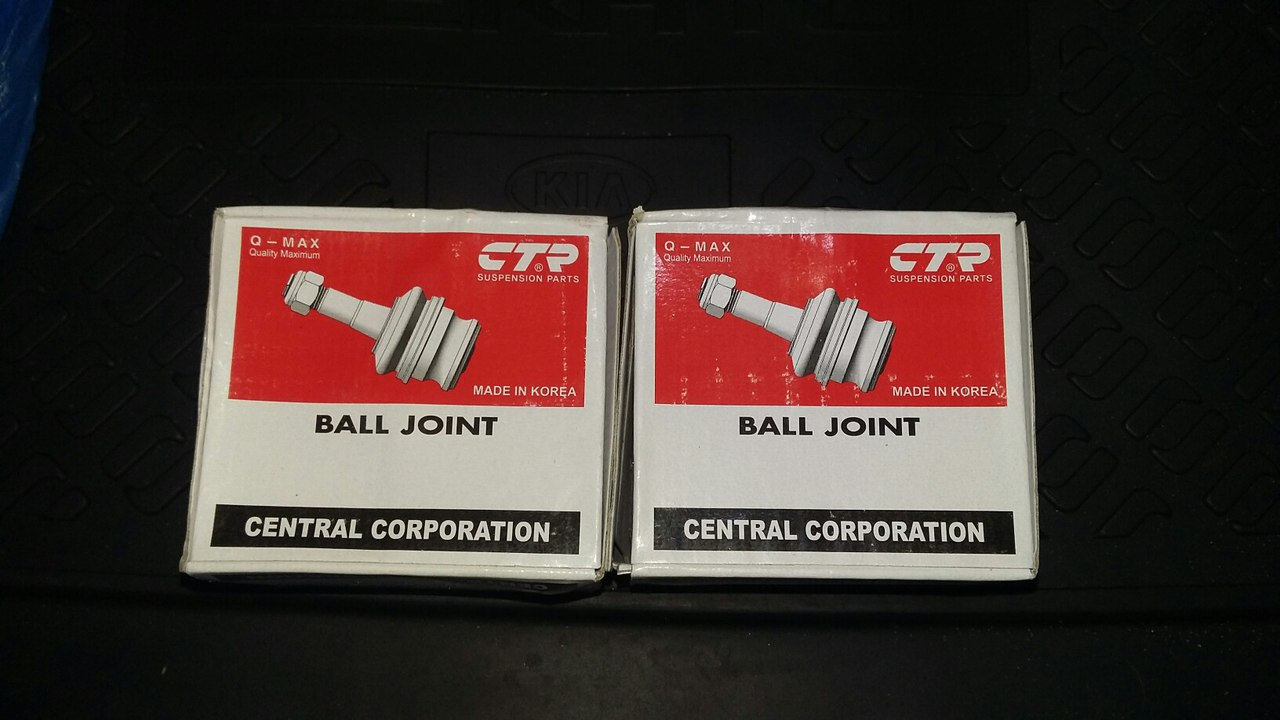 KIA
Q – MAX
Quality Maximum
CTR
®
SUSPENSION PARTS
MADE IN KOREA
BALL JOINT
CENTRAL CORPORATION
Q – MAX
Quality Maximum
CTR
®
SUSPENSION PARTS
MADE IN KOREA
BALL JOINT
CENTRAL CORPORATION